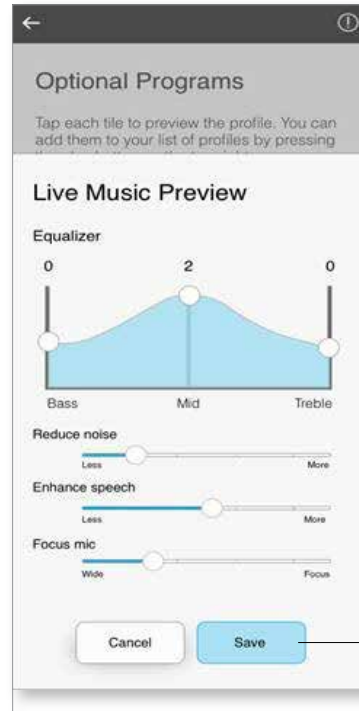 Optional Programs
Tap each tile to preview the profile. You can
add them to your list of profiles by pressing
Live Music Preview
Equalizer
0 2 0
Bass Mid Treble
Reduce noise
Less More
Enhance speech
Less More
Focus mic
Wide Focus
Cancel Save